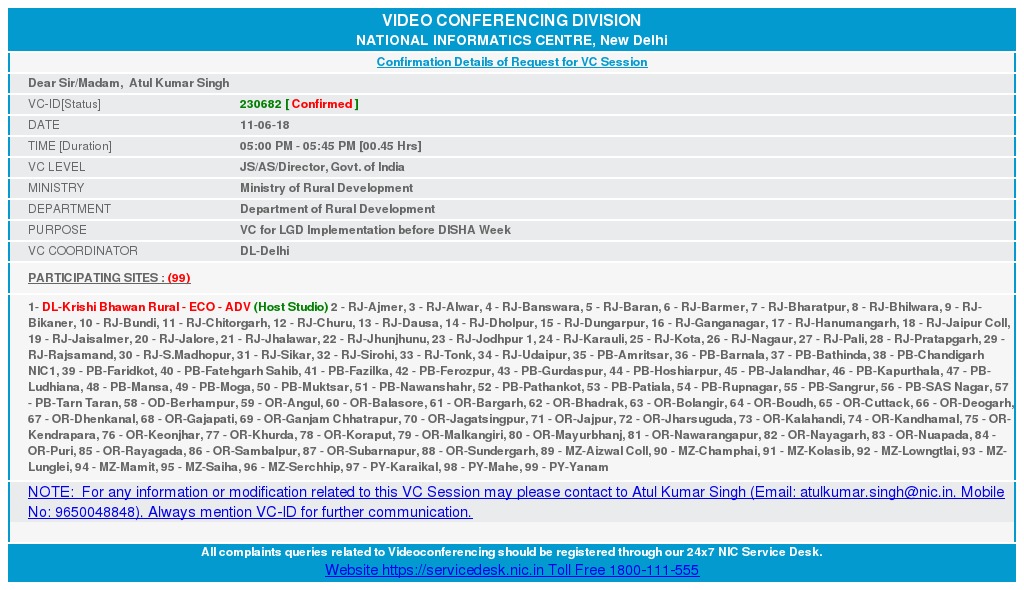 VIDEO CONFERENCING DIVISION
NATIONAL INFORMATICS CENTRE, New Delhi
Confirmation Details of Request for VC Session
Dear Sir/Madam,  Atul Kumar Singh
VC-ID[Status] 230682 [ Confirmed ]
DATE 11-06-18
TIME [Duration] 05:00 PM - 05:45 PM [00.45 Hrs]
VC LEVEL JS/AS/Director, Govt. of India
MINISTRY Ministry of Rural Development
DEPARTMENT Department of Rural Development
PURPOSE VC for LGD Implementation before DISHA Week
VC COORDINATOR DL-Delhi
PARTICIPATING SITES : (99)
1- DL-Krishi Bhawan Rural - ECO - ADV (Host Studio) 2 - RJ-Ajmer, 3 - RJ-Alwar, 4 - RJ-Banswara, 5 - RJ-Baran, 6 - RJ-Barmer, 7 - RJ-Bharatpur, 8 - RJ-Bhilwara, 9 - RJ-
Bikaner, 10 - RJ-Bundi, 11 - RJ-Chitorgarh, 12 - RJ-Churu, 13 - RJ-Dausa, 14 - RJ-Dholpur, 15 - RJ-Dungarpur, 16 - RJ-Ganganagar, 17 - RJ-Hanumangarh, 18 - RJ-Jaipur Coll,
19 - RJ-Jaisalmer, 20 - RJ-Jalore, 21 - RJ-Jhalawar, 22 - RJ-Jhunjhunu, 23 - RJ-Jodhpur 1, 24 - RJ-Karauli, 25 - RJ-Kota, 26 - RJ-Nagaur, 27 - RJ-Pali, 28 - RJ-Pratapgarh, 29 -
RJ-Rajsamand, 30 - RJ-S.Madhopur, 31 - RJ-Sikar, 32 - RJ-Sirohi, 33 - RJ-Tonk, 34 - RJ-Udaipur, 35 - PB-Amritsar, 36 - PB-Barnala, 37 - PB-Bathinda, 38 - PB-Chandigarh
NIC1, 39 - PB-Faridkot, 40 - PB-Fatehgarh Sahib, 41 - PB-Fazilka, 42 - PB-Ferozpur, 43 - PB-Gurdaspur, 44 - PB-Hoshiarpur, 45 - PB-Jalandhar, 46 - PB-Kapurthala, 47 - PB-
Ludhiana, 48 - PB-Mansa, 49 - PB-Moga, 50 - PB-Muktsar, 51 - PB-Nawanshahr, 52 - PB-Pathankot, 53 - PB-Patiala, 54 - PB-Rupnagar, 55 - PB-Sangrur, 56 - PB-SAS Nagar, 57
- PB-Tarn Taran, 58 - OD-Berhampur, 59 - OR-Angul, 60 - OR-Balasore, 61 - OR-Bargarh, 62 - OR-Bhadrak, 63 - OR-Bolangir, 64 - OR-Boudh, 65 - OR-Cuttack, 66 - OR-Deogarh,
67 - OR-Dhenkanal, 68 - OR-Gajapati, 69 - OR-Ganjam Chhatrapur, 70 - OR-Jagatsingpur, 71 - OR-Jajpur, 72 - OR-Jharsuguda, 73 - OR-Kalahandi, 74 - OR-Kandhamal, 75 - OR-
Kendrapara, 76 - OR-Keonjhar, 77 - OR-Khurda, 78 - OR-Koraput, 79 - OR-Malkangiri, 80 - OR-Mayurbhanj, 81 - OR-Nawarangapur, 82 - OR-Nayagarh, 83 - OR-Nuapada, 84 -
OR-Puri, 85 - OR-Rayagada, 86 - OR-Sambalpur, 87 - OR-Subarnapur, 88 - OR-Sundergarh, 89 - MZ-Aizwal Coll, 90 - MZ-Champhai, 91 - MZ-Kolasib, 92 - MZ-Lowngtlai, 93 - MZ-
Lunglei, 94 - MZ-Mamit, 95 - MZ-Saiha, 96 - MZ-Serchhip, 97 - PY-Karaikal, 98 - PY-Mahe, 99 - PY-Yanam
NOTE:  For any information or modification related to this VC Session may please contact to Atul Kumar Singh (Email: atulkumar.singh@nic.in. Mobile
No: 9650048848). Always mention VC-ID for further communication.
All complaints queries related to Videoconferencing should be registered through our 24x7 NIC Service Desk.
Website https://servicedesk.nic.in Toll Free 1800-111-555